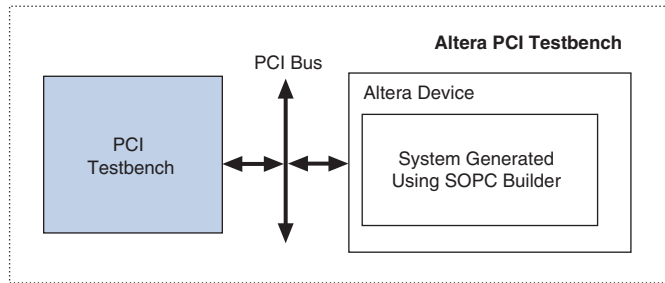 Altera PCI Testbench
PCI Bus
PCI
Testbench
Altera Device
System Generated
Using SOPC Builder